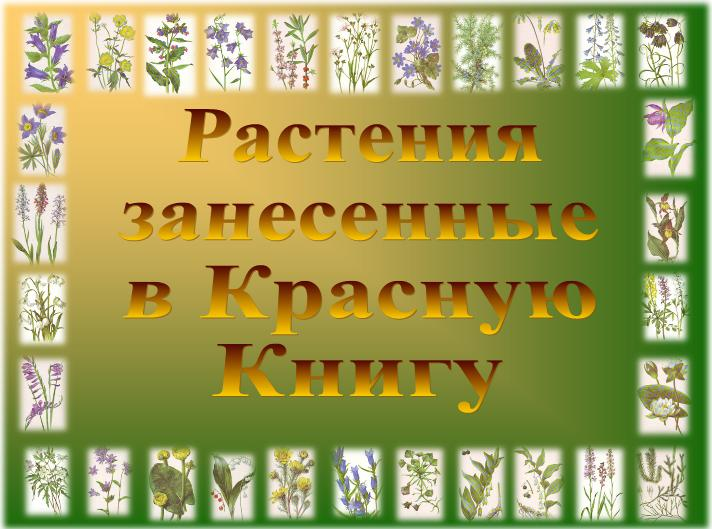 Растения
занесенные
в Красную
Книгу